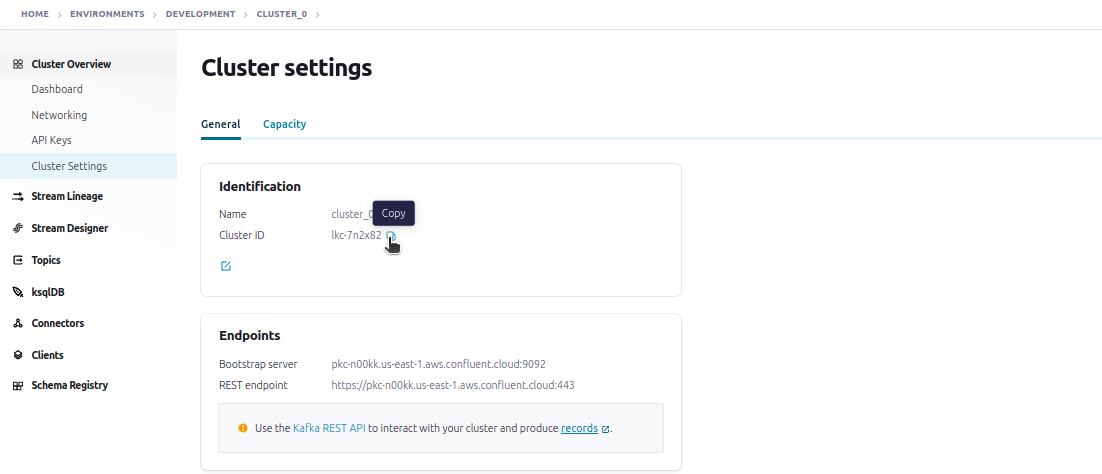 HOME > ENVIRONMENTS > DEVELOPMENT > CLUSTER_0 >
Cluster Overview
Dashboard
Networking
API Keys
Cluster Settings
Stream Lineage
Stream Designer
Topics
ksqlDB
Connectors
Clients
Schema Registry
Cluster settings
General Capacity
Identification
Name cluster_0
Copy
Cluster ID lkc-7n2x82
Endpoints
Bootstrap server pkc-n00kk.us-east-1.aws.confluent.cloud:9092
REST endpoint https://pkc-n00kk.us-east-1.aws.confluent.cloud:443
Use the Kafka REST API to interact with your cluster and produce records.